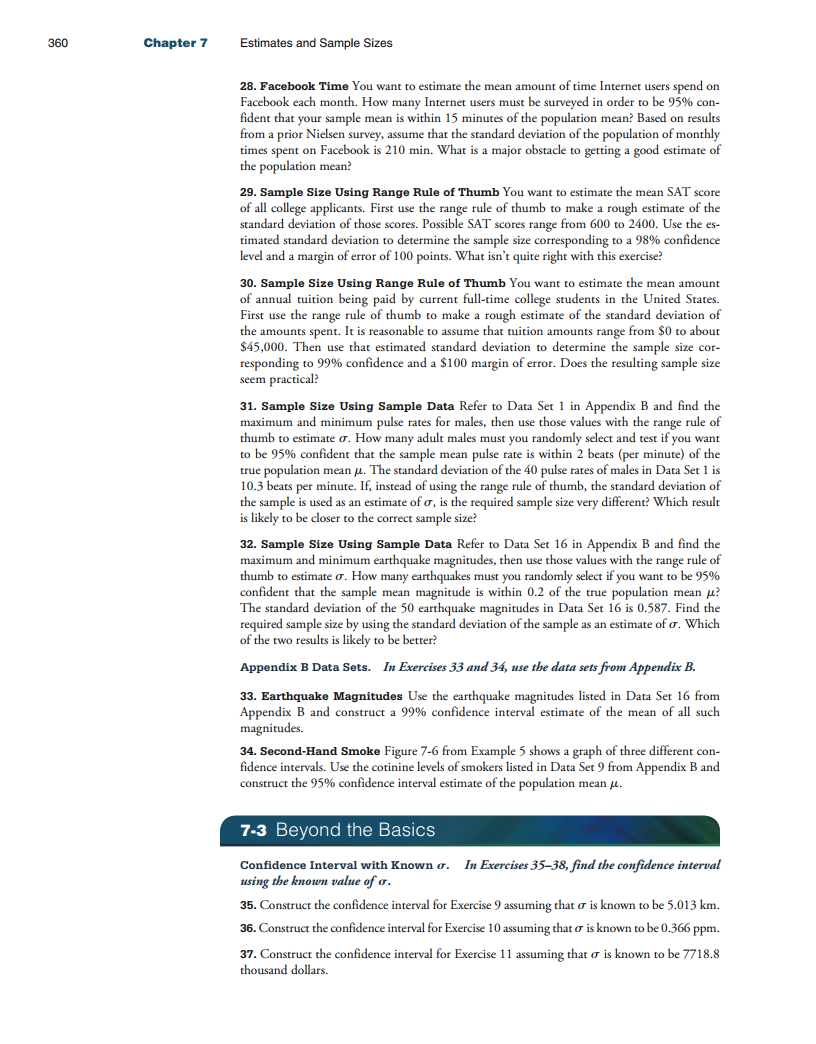 360 Chapter 7 Estimates and Sample Sizes
28. Facebook Time You want to estimate the mean amount of time Internet users spend on
Facebook each month. How many Internet users must be surveyed in order to be 95% con-
fident that your sample mean is within 15 minutes of the population mean? Based on results
from a prior Nielsen survey, assume that the standard deviation of the population of monthly
times spent on Facebook is 210 min. What is a major obstacle to getting a good estimate of
the population mean?
29. Sample Size Using Range Rule of Thumb You want to estimate the mean SAT score
of all college applicants. First use the range rule of thumb to make a rough estimate of the
standard deviation of those scores. Possible SAT scores range from 600 to 2400. Use the es-
timated standard deviation to determine the sample size corresponding to a 98% confidence
level and a margin of error of 100 points. What isn't quite right with this exercise?
30. Sample Size Using Range Rule of Thumb You want to estimate the mean amount
of annual tuition being paid by current full-time college students in the United States.
First use the range rule of thumb to make a rough estimate of the standard deviation of
the amounts spent. It is reasonable to assume that tuition amounts range from $0 to about
$45,000. Then use that estimated standard deviation to determine the sample size cor-
responding to 99% confidence and a $100 margin of error. Does the resulting sample size
seem practical?
31. Sample Size Using Sample Data Refer to Data Set 1 in Appendix B and find the
maximum and minimum pulse rates for males, then use those values with the range rule of
thumb to estimate σ. How many adult males must you randomly select and test if you want
to be 95% confident that the sample mean pulse rate is within 2 beats (per minute) of the
true population mean μ. The standard deviation of the 40 pulse rates of males in Data Set 1 is
10.3 beats per minute. If, instead of using the range rule of thumb, the standard deviation of
the sample is used as an estimate of σ, is the required sample size very different? Which result
is likely to be closer to the correct sample size?
32. Sample Size Using Sample Data Refer to Data Set 16 in Appendix B and find the
maximum and minimum earthquake magnitudes, then use those values with the range rule of
thumb to estimate σ. How many earthquakes must you randomly select if you want to be 95%
confident that the sample mean magnitude is within 0.2 of the true population mean μ?
The standard deviation of the 50 earthquake magnitudes in Data Set 16 is 0.587. Find the
required sample size by using the standard deviation of the sample as an estimate of σ. Which
of the two results is likely to be better?
Appendix B Data Sets. In Exercises 33 and 34, use the data sets from Appendix B.
33. Earthquake Magnitudes Use the earthquake magnitudes listed in Data Set 16 from
Appendix B and construct a 99% confidence interval estimate of the mean of all such
magnitudes.
34. Second-Hand Smoke Figure 7-6 from Example 5 shows a graph of three different con-
fidence intervals. Use the cotinine levels of smokers listed in Data Set 9 from Appendix B and
construct the 95% confidence interval estimate of the population mean μ.
7-3 Beyond the Basics
Confidence Interval with Known σ. In Exercises 35–38, find the confidence interval
using the known value of σ.
35. Construct the confidence interval for Exercise 9 assuming that σ is known to be 5.013 km.
36. Construct the confidence interval for Exercise 10 assuming that σ is known to be 0.366 ppm.
37. Construct the confidence interval for Exercise 11 assuming that σ is known to be 7718.8
thousand dollars.